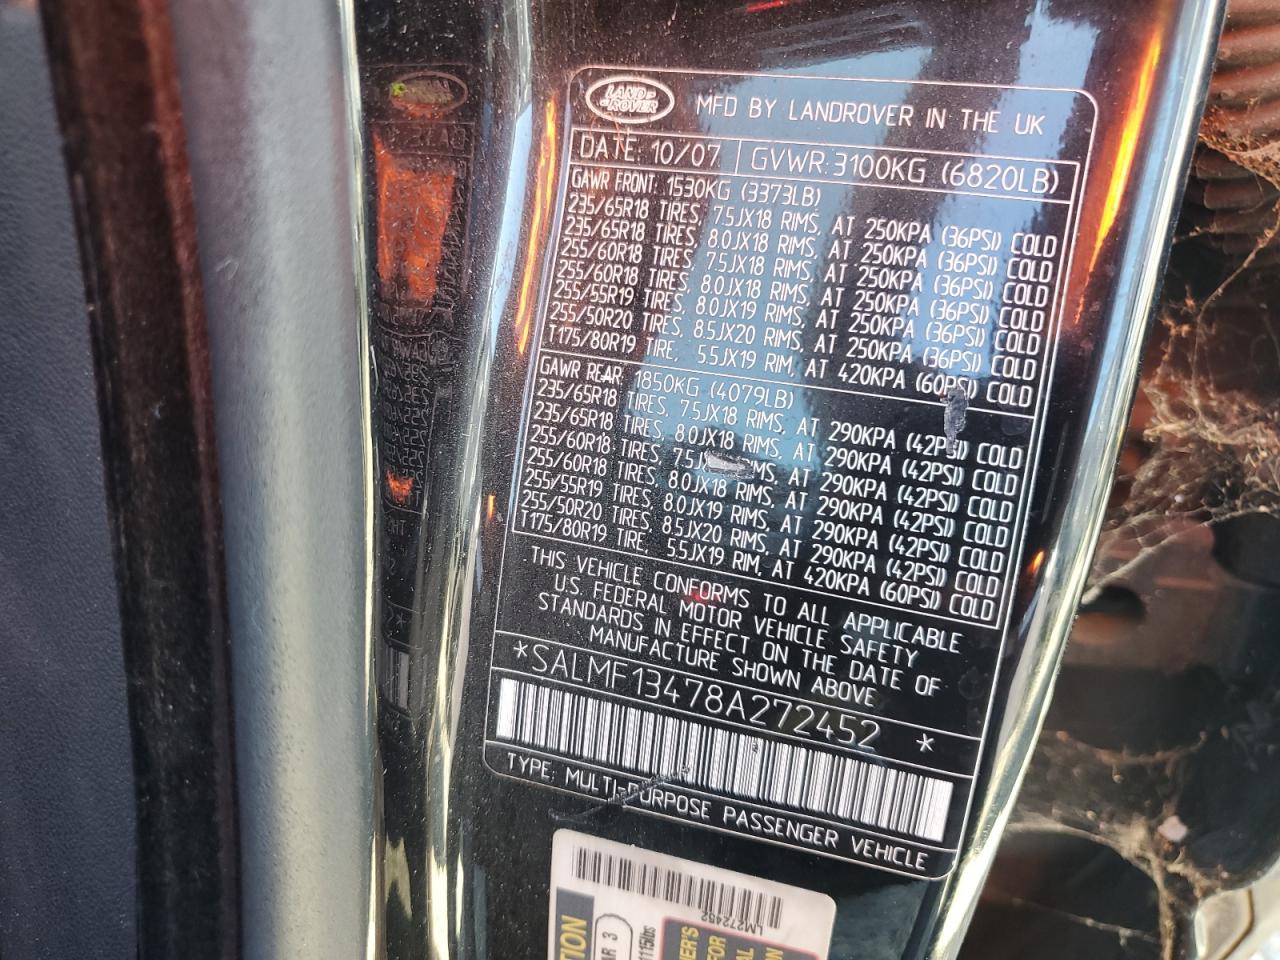 LAND-
-ROVER
MFD BY LANDROVER IN THE UK
DATE: 10/07 GVWR: 3100KG (6820LB)
GAWR FRONT: 1530KG (3373LB)
235/65R18 TIRES, 7.5JX18 RIMS, AT 250KPA (36PSI) COLD
235/65R18 TIRES, 8.0JX18 RIMS, AT 250KPA (36PSI) COLD
255/60R18 TIRES, 7.5JX18 RIMS, AT 250KPA (36PSI) COLD
255/60R18 TIRES, 8.0JX18 RIMS, AT 250KPA (36PSI) COLD
255/55R19 TIRES, 8.0JX19 RIMS, AT 250KPA (36PSI) COLD
255/50R20 TIRES, 8.5JX20 RIMS, AT 250KPA (36PSI) COLD
T175/80R19 TIRE, 5.5JX19 RIM, AT 420KPA (60PSI) COLD
GAWR REAR: 1850KG (4079LB)
235/65R18 TIRES, 7.5JX18 RIMS, AT 290KPA (42PSI) COLD
235/65R18 TIRES, 8.0JX18 RIMS, AT 290KPA (42PSI) COLD
255/60R18 TIRES, AT 290KPA (42PSI) COLD
255/60R18 TIRES, 8.0JX18 RIMS, AT 290KPA (42PSI) COLD
255/55R19 TIRES, 8.0JX19 RIMS, AT 290KPA (42PSI) COLD
255/50R20 TIRES, 8.5JX20 RIMS, AT 290KPA (42PSI) COLD
T175/80R19 TIRE, 5.5JX19 RIM, AT 420KPA (60PSI) COLD
THIS VEHICLE CONFORMS TO ALL APPLICABLE
U.S. FEDERAL MOTOR VEHICLE SAFETY
STANDARDS IN EFFECT ON THE DATE OF
MANUFACTURE SHOWN ABOVE
*SALMF13478A272452 *
TYPE: MULTI-PURPOSE PASSENGER VEHICLE
LM272452
1115lbs